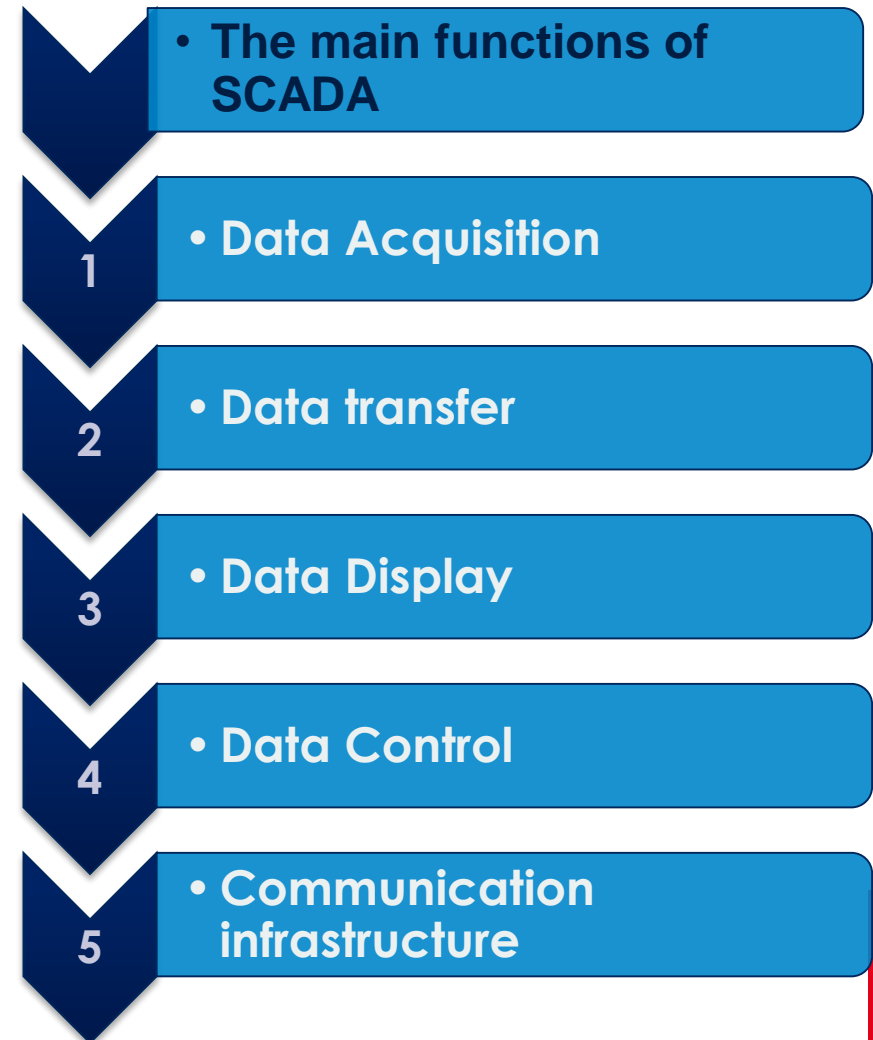 • The main functions of
SCADA
1
• Data Acquisition
2
• Data transfer
3
• Data Display
4
• Data Control
5
• Communication
infrastructure